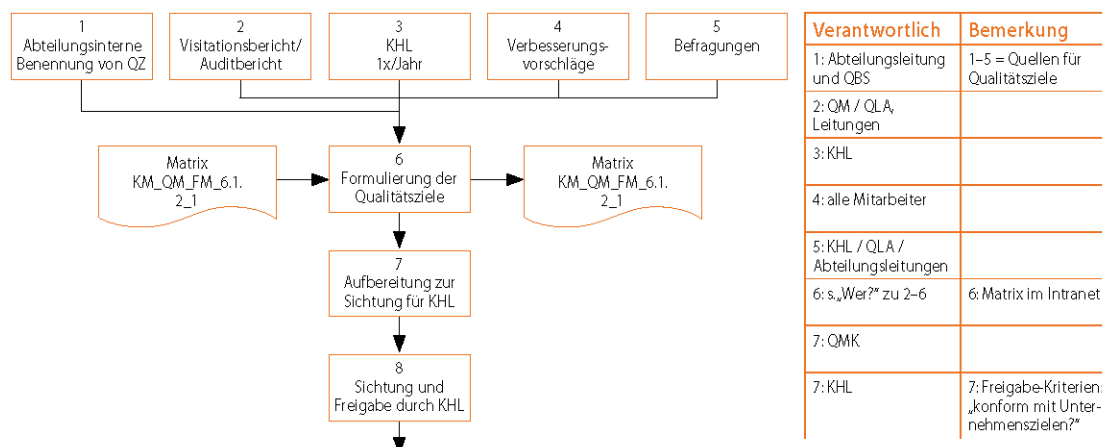 1
Abteilungsinterne
Benennung von QZ
2
Visitationsbericht/
Auditbericht
3
KHL
1x/Jahr
4
Verbesserungs-
vorschläge
5
Befragungen
Matrix
KM_QM_FM_6.1.
2_1
6
Formulierung der
Qualitätsziele
Matrix
KM_QM_FM_6.1.
2_1
7
Aufbereitung zur
Sichtung für KHL
8
Sichtung und
Freigabe durch KHL
Verantwortlich
Bemerkung
1: Abteilungsleitung
und QBS
1–5 = Quellen für
Qualitätsziele
2: QM / QLA,
Leitungen
3: KHL
4: alle Mitarbeiter
5: KHL / QLA /
Abteilungsleitungen
6: s. „Wer?“ zu 2–6
6: Matrix im Intranet
7: QMK
7: KHL
7: Freigabe-Kriterien:
„konform mit Unter-
nehmenszielen?“